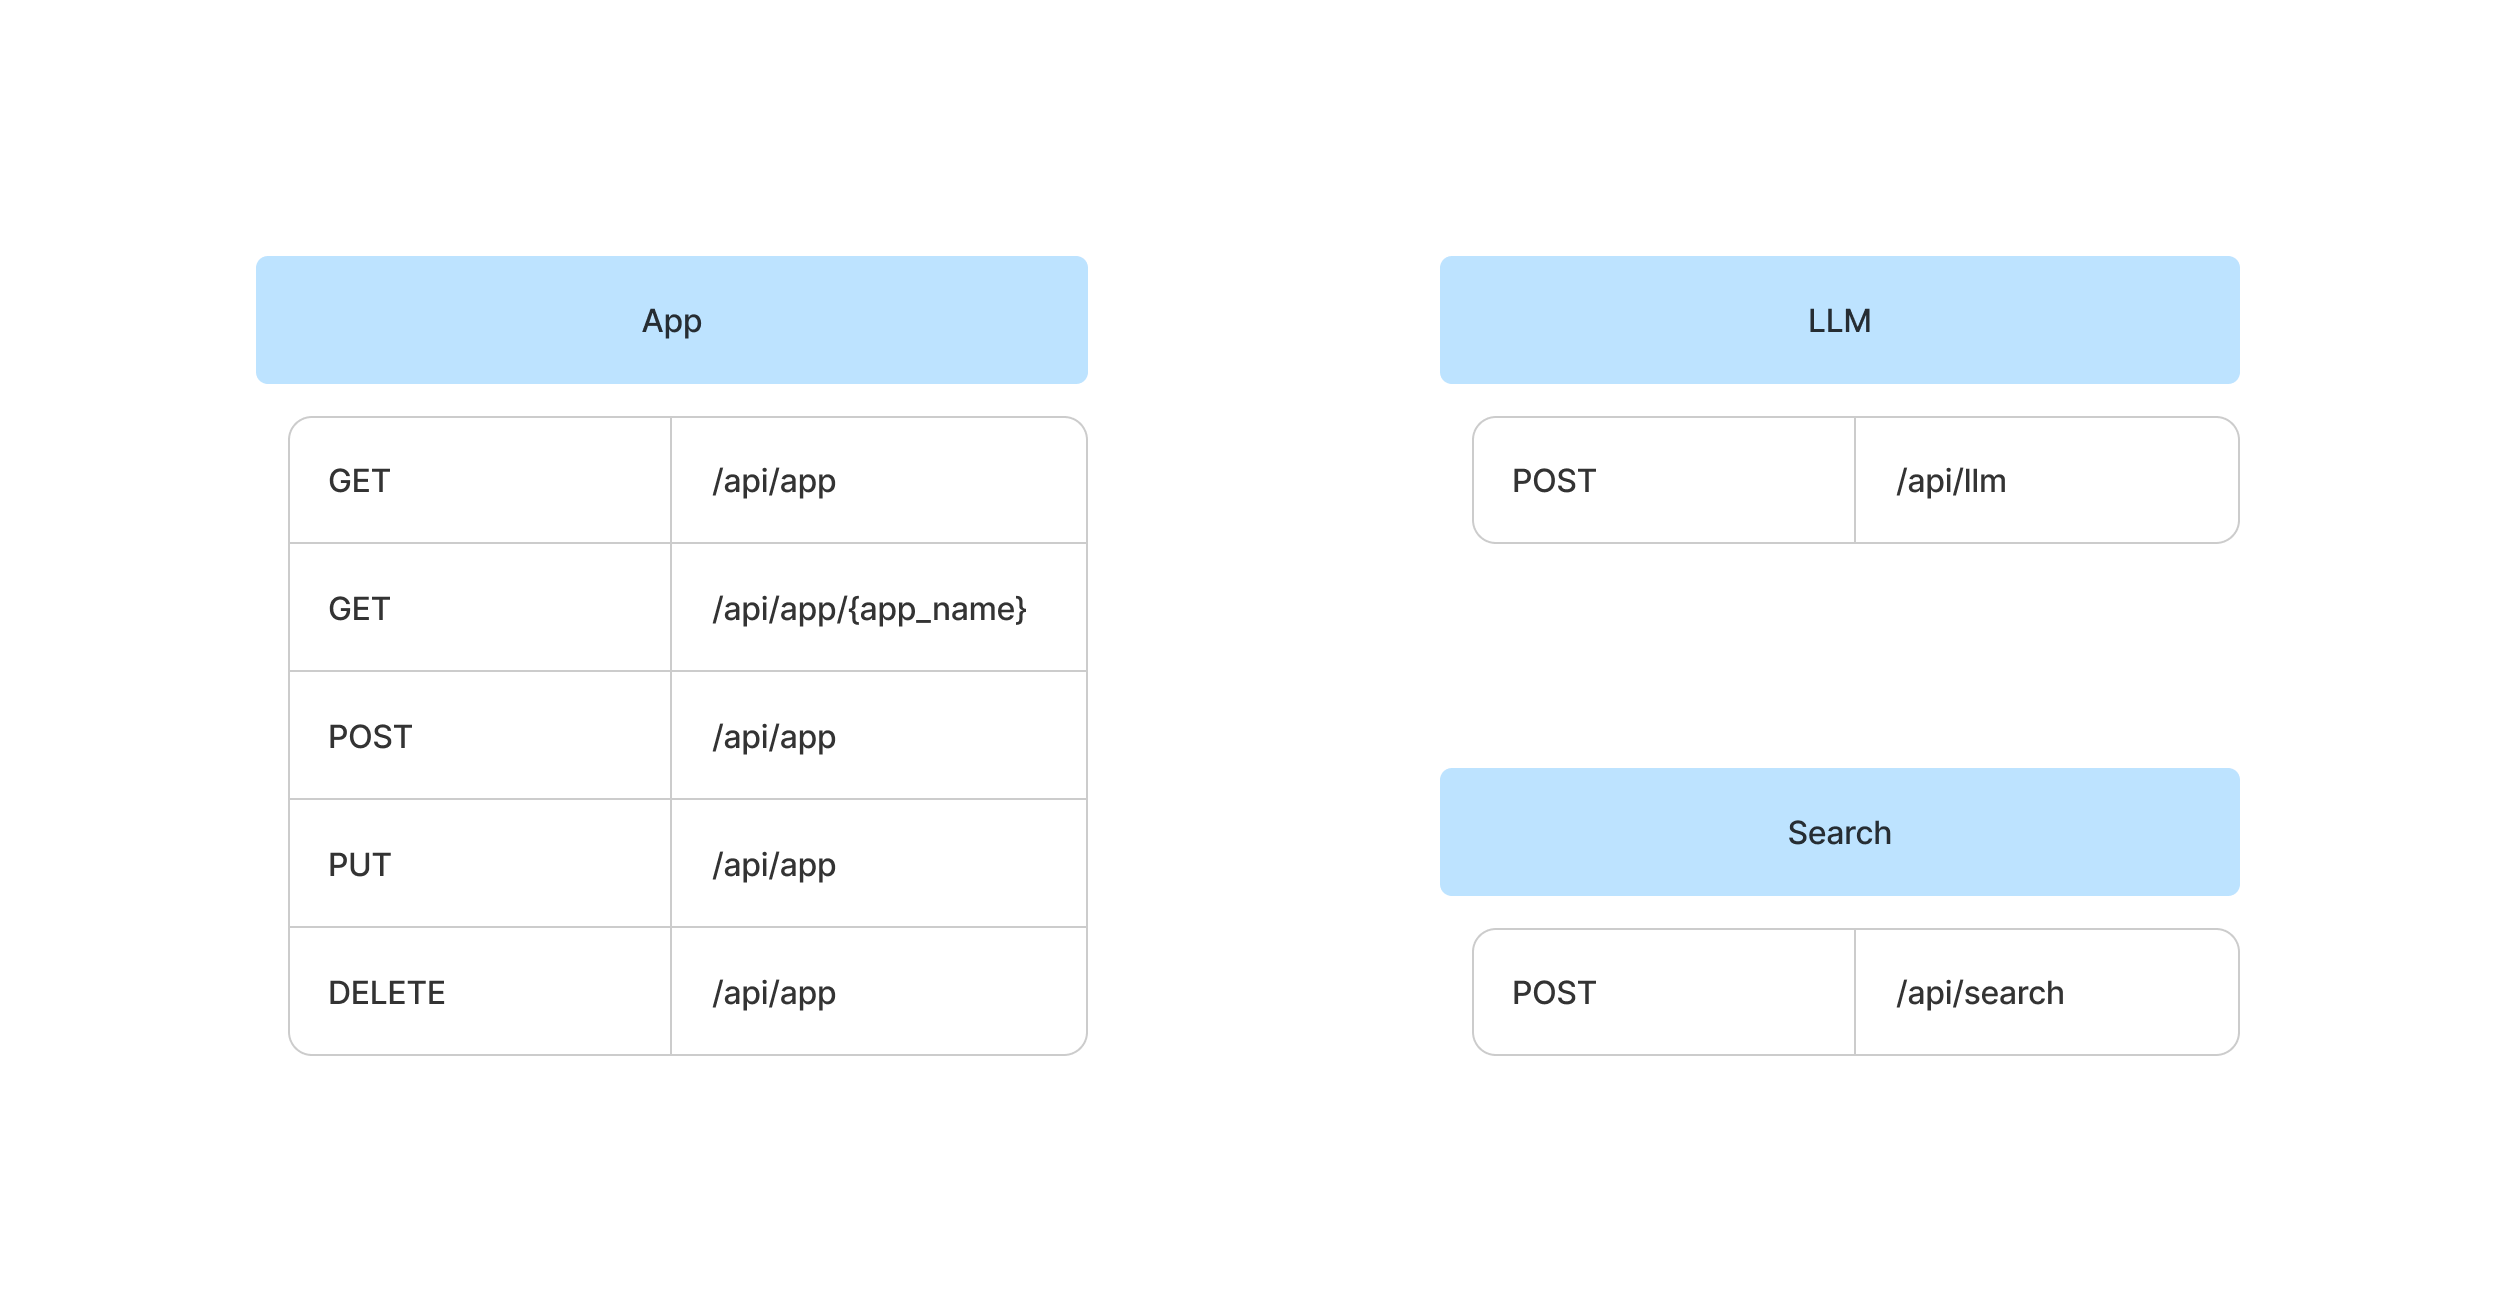 App
GET /api/app
GET /api/app/{app_name}
POST /api/app
PUT /api/app
DELETE /api/app
LLM
POST /api/llm
Search
POST /api/search